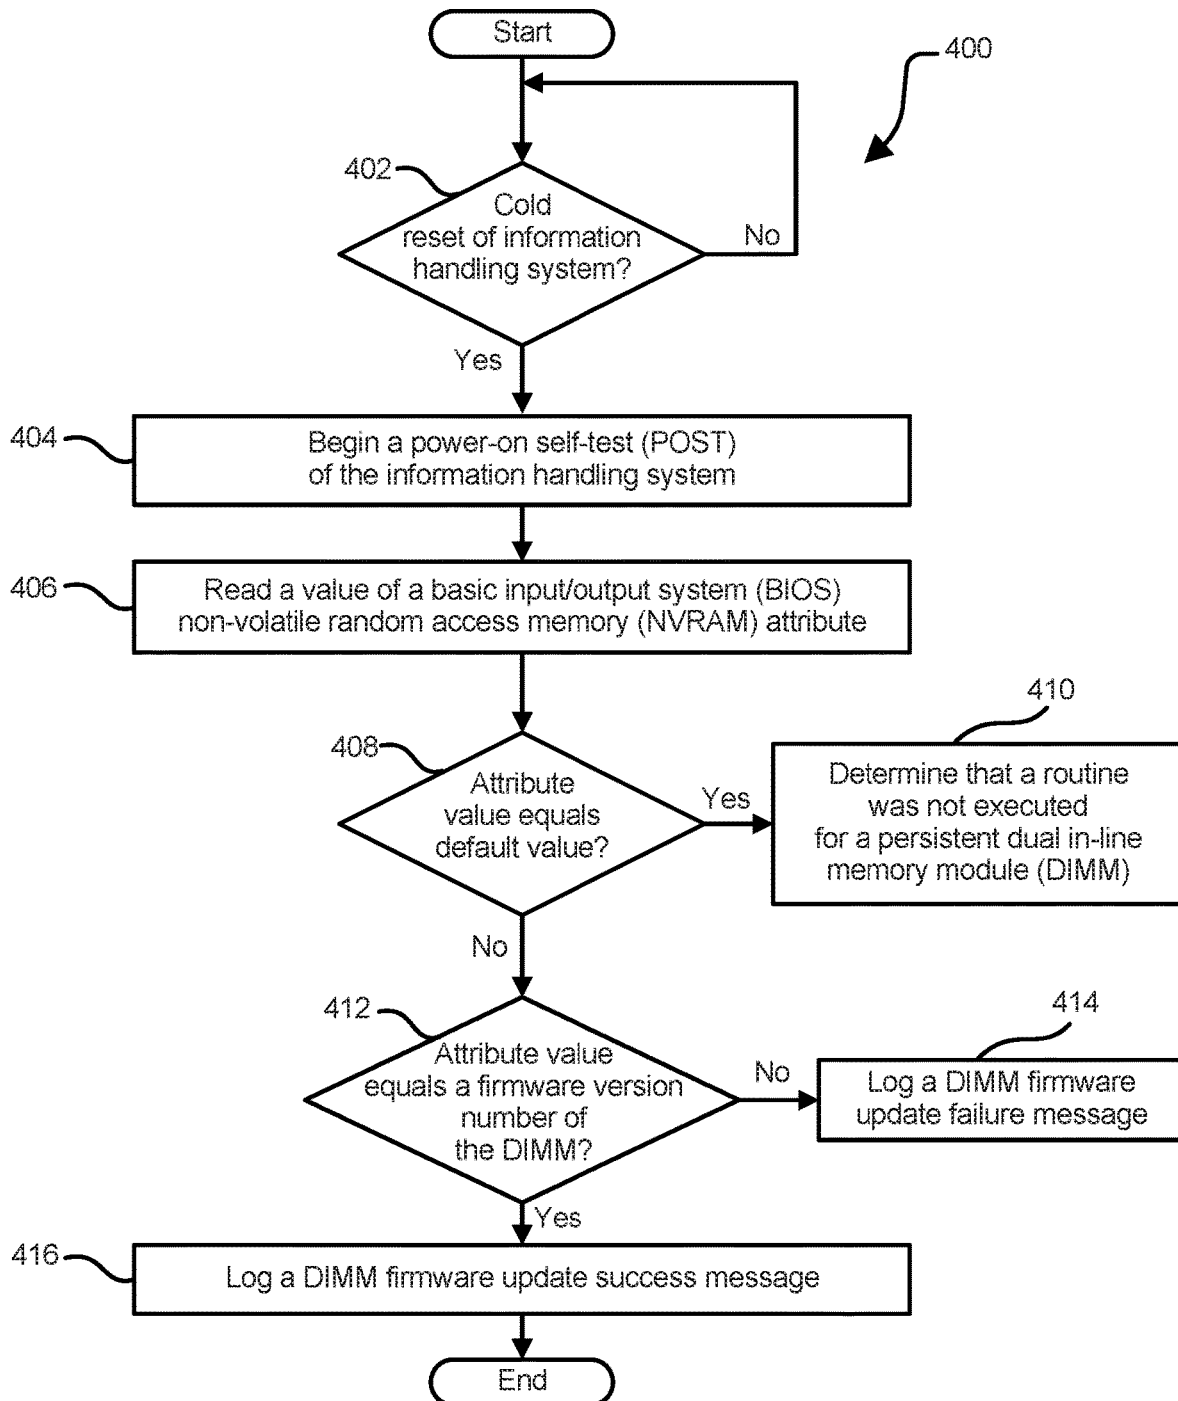 Start
400
402
Cold
reset of information
handling system?
No
Yes
404
Begin a power-on self-test (POST)
of the information handling system
406
Read a value of a basic input/output system (BIOS)
non-volatile random access memory (NVRAM) attribute
408
Attribute
value equals
default value?
Yes
410
Determine that a routine
was not executed
for a persistent dual in-line
memory module (DIMM)
No
412
Attribute value
equals a firmware version
number of
the DIMM?
No
414
Log a DIMM firmware
update failure message
Yes
416
Log a DIMM firmware update success message
End